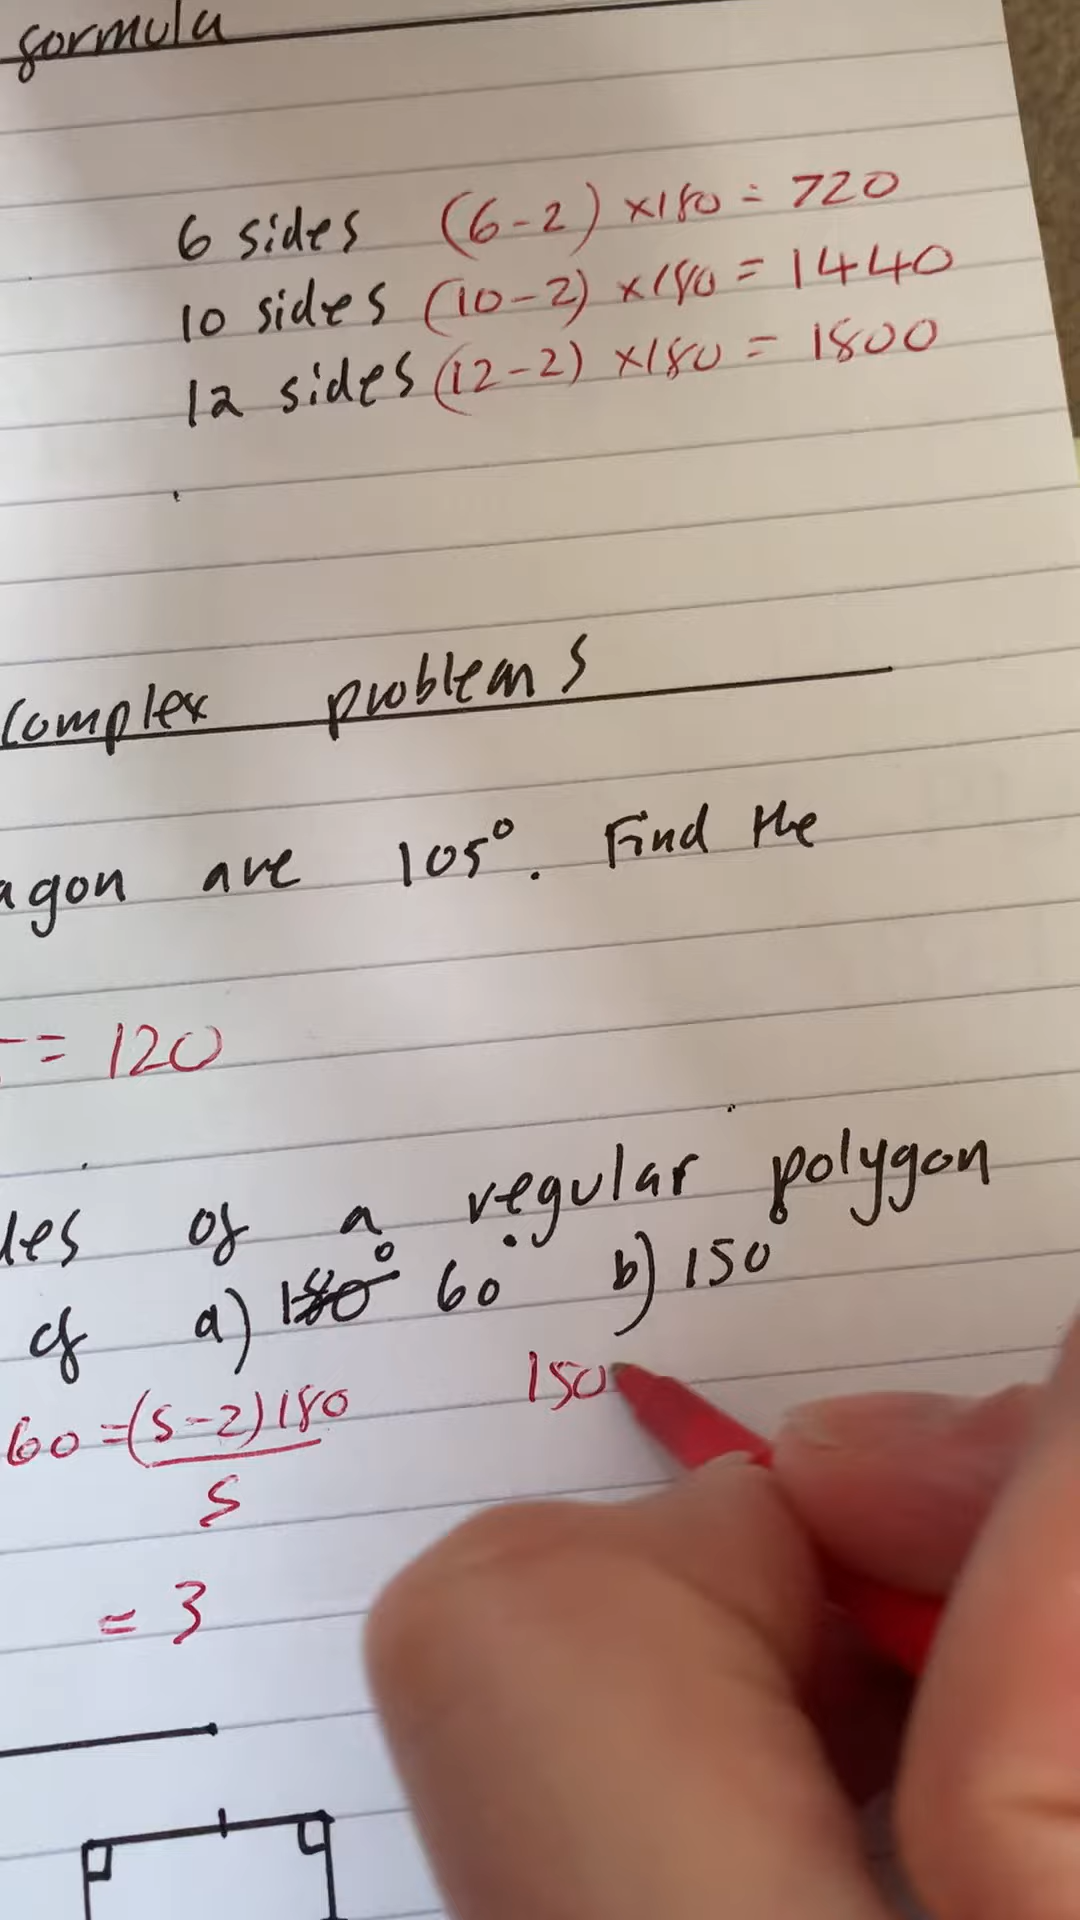 formula
6 sides (6-2) ×180 = 720
10 sides (10-2) ×180 = 1440
12 sides (12-2) ×180 = 1800
complex problems
agon are 105°. Find the
= 120
les of a regular polygon
of a) 180° 60° b) 150
60 = (s-2)180 150
s
= 3